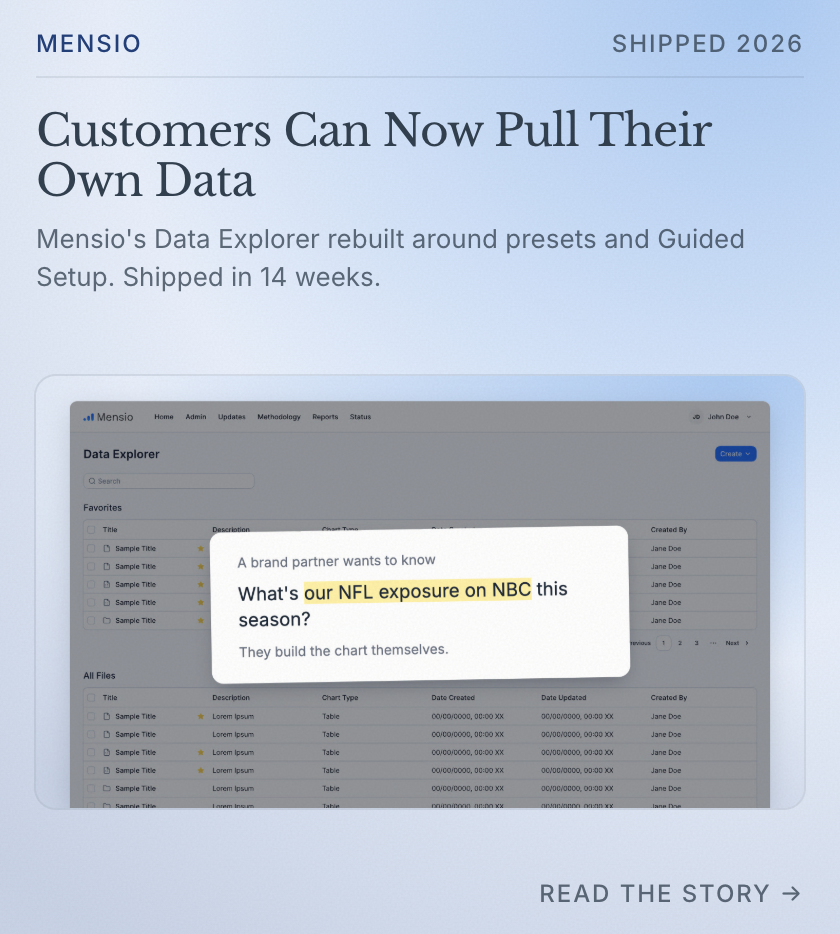 MENSIO
SHIPPED 2026
Customers Can Now Pull Their
Own Data
Mensio's Data Explorer rebuilt around presets and Guided
Setup. Shipped in 14 weeks.
Mensio Home Admin Updates Methodology Reports Status JD John Doe
Data Explorer
Create
Search
Favorites
Title Description Created By
Sample Title Jane Doe
Sample Title Jane Doe
Sample Title Jane Doe
Sample Title Jane Doe
Sample Title Jane Doe
A brand partner wants to know
What's our NFL exposure on NBC this
season?
They build the chart themselves.
1 2 3 ... Next
All Files
Title Description Chart Type Date Created Date Updated Created By
Sample Title Lorem Ipsum Table 00/00/0000, 00:00 XX 00/00/0000, 00:00 XX Jane Doe
Sample Title Lorem Ipsum Table 00/00/0000, 00:00 XX 00/00/0000, 00:00 XX Jane Doe
Sample Title Lorem Ipsum Table 00/00/0000, 00:00 XX 00/00/0000, 00:00 XX Jane Doe
Sample Title Lorem Ipsum Table 00/00/0000, 00:00 XX 00/00/0000, 00:00 XX Jane Doe
Sample Title Lorem Ipsum Table 00/00/0000, 00:00 XX 00/00/0000, 00:00 XX Jane Doe
READ THE STORY →